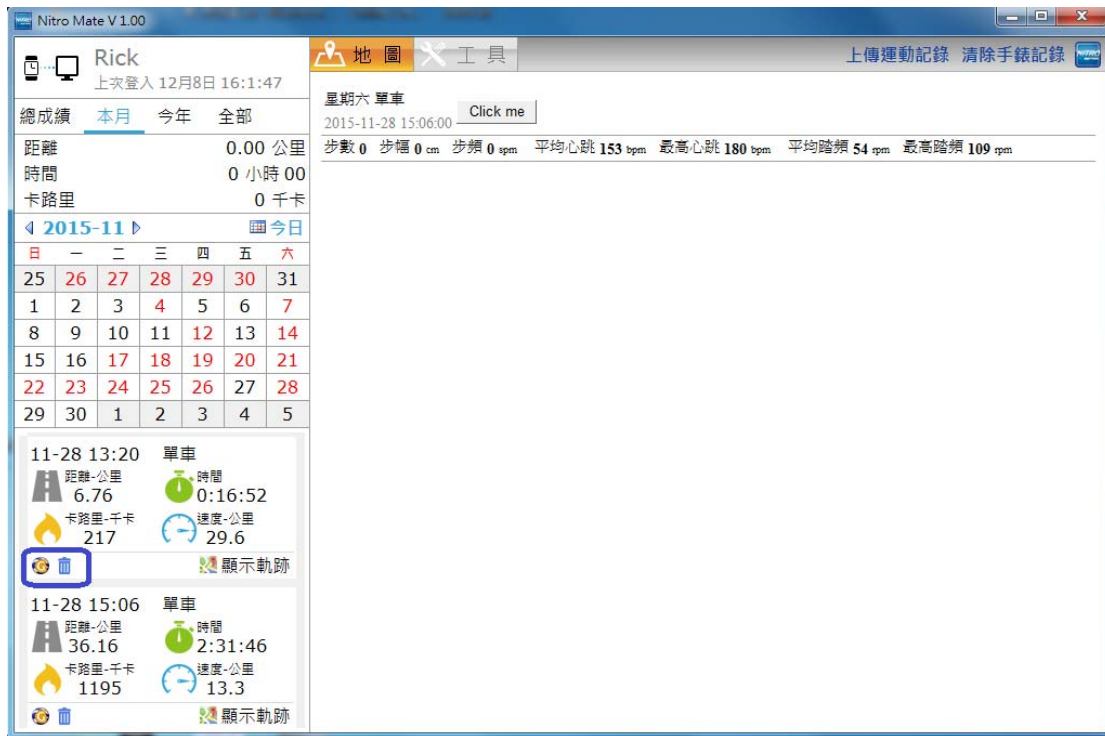 Nitro Mate V 1.00
Rick
上次登入 12月8日 16:1:47
地 圖 工 具
上傳運動記錄 清除手錶記錄
總成績 本月 今年 全部
距離 0.00 公里
時間 0 小時 00
卡路里 0 千卡
2015-11 今日
日 一 二 三 四 五 六
25 26 27 28 29 30 31
1 2 3 4 5 6 7
8 9 10 11 12 13 14
15 16 17 18 19 20 21
22 23 24 25 26 27 28
29 30 1 2 3 4 5
11-28 13:20 單車
距離-公里 時間
6.76 0:16:52
卡路里-千卡 速度-公里
217 29.6
顯示軌跡
11-28 15:06 單車
距離-公里 時間
36.16 2:31:46
卡路里-千卡 速度-公里
1195 13.3
顯示軌跡
星期六 單車
2015-11-28 15:06:00 Click me
步數 0 步幅 0 cm 步頻 0 spm 平均心跳 153 bpm 最高心跳 180 bpm 平均踏頻 54 rpm 最高踏頻 109 rpm